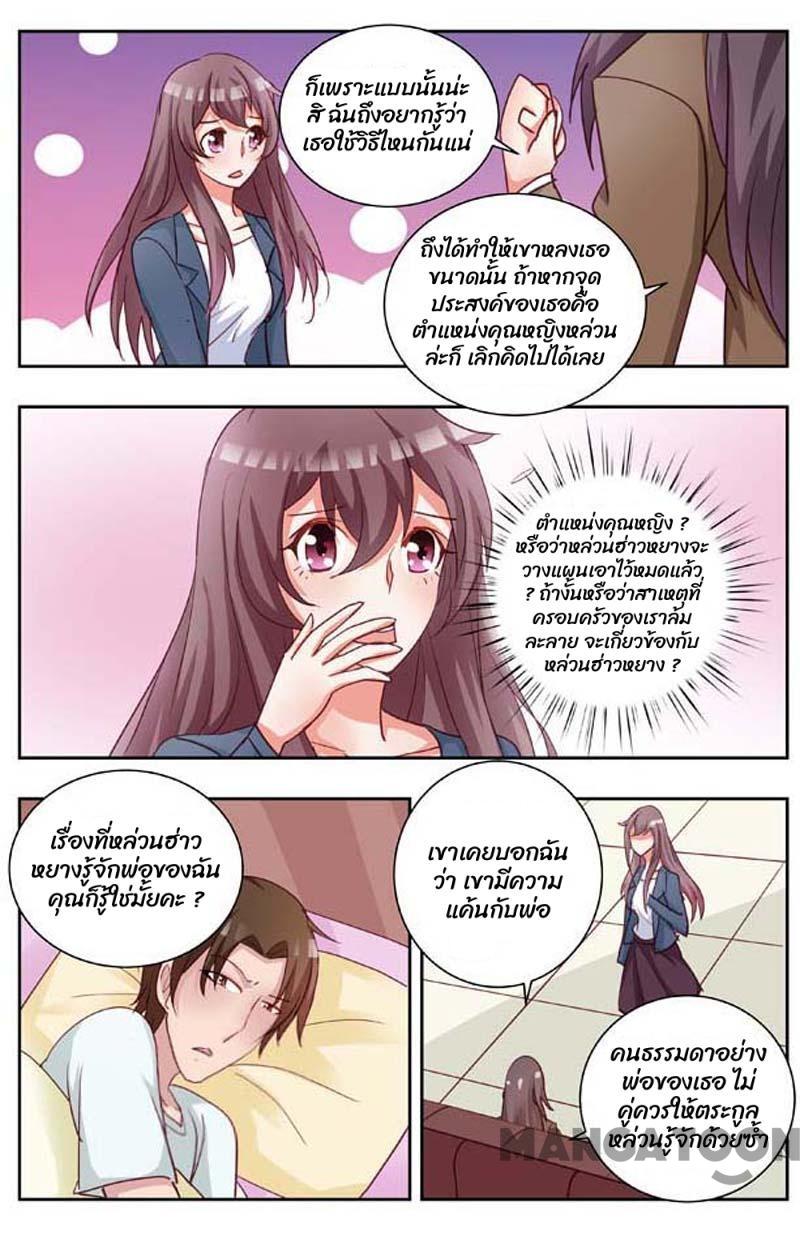 ก็เพราะแบบนั้นน่ะ
สิ ฉันถึงอยากรู้ว่า
เธอใช้วิธีไหนกันแน่
ถึงได้ทำให้เขาหลงเธอ
ขนาดนั้น ถ้าหากจุด
ประสงค์ของเธอคือ
ตำแหน่งคุณหญิงหล่วน
ล่ะก็ เลิกคิดไปได้เลย
ตำแหน่งคุณหญิง ?
หรือว่าหล่วนฮ่าวหยางจะ
วางแผนเอาไว้หมดแล้ว
? ถ้างั้นหรือว่าสาเหตุที่
ครอบครัวของเราล้ม
ละลาย จะเกี่ยวข้องกับ
หล่วนฮ่าวหยาง ?
เรื่องที่หล่วนฮ่าว
หยางรู้จักพ่อของฉัน
คุณก็รู้ใช่มั้ยคะ ?
เขาเคยบอกฉัน
ว่า เขามีความ
แค้นกับพ่อ
คนธรรมดาอย่าง
พ่อของเธอ ไม่
คู่ควรให้ตระกูล
หล่วนรู้จักด้วยซ้ำ
MANGATOON